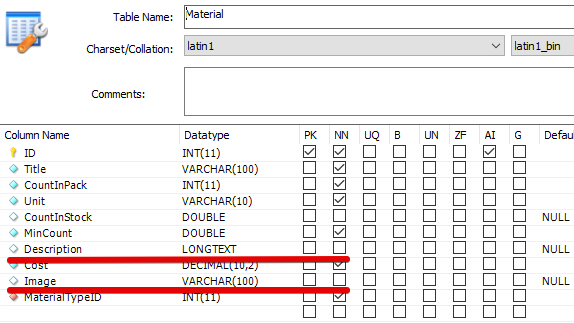 Table Name: Material
Charset/Collation: latin1 latin1_bin
Comments:
Column Name Datatype PK NN UQ B UN ZF AI G Defau
ID INT(11)
Title VARCHAR(100)
CountInPack INT(11)
Unit VARCHAR(10)
CountInStock DOUBLE NULL
MinCount DOUBLE
Description LONGTEXT NULL
Cost DECIMAL(10,2)
Image VARCHAR(100) NULL
MaterialTypeID INT(11)